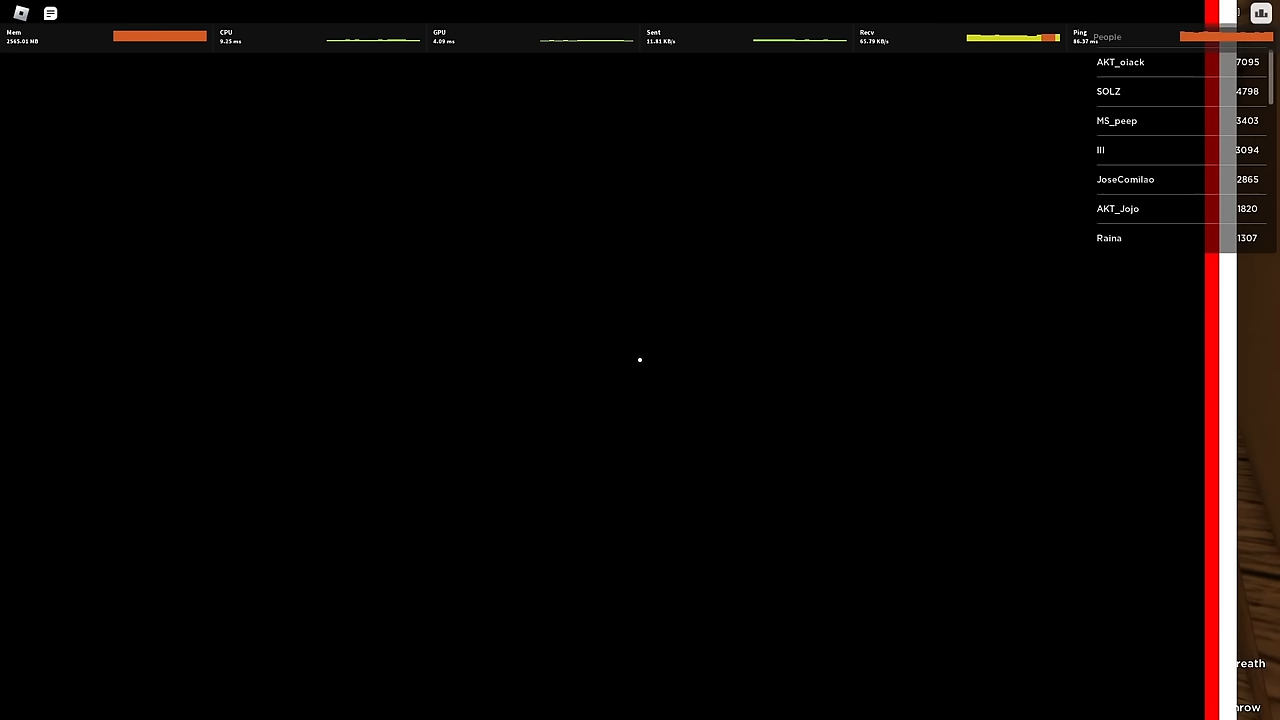 Mem
2565.01 MB
CPU
9.25 ms
GPU
4.09 ms
Sent
11.81 KB/s
Recv
65.79 KB/s
Ping
86.37 ms
People
AKT_oiack 7095
SOLZ 4798
MS_peep 3403
III 3094
JoseComilao 2865
AKT_Jojo 1820
Raina 1307
reath
hrow